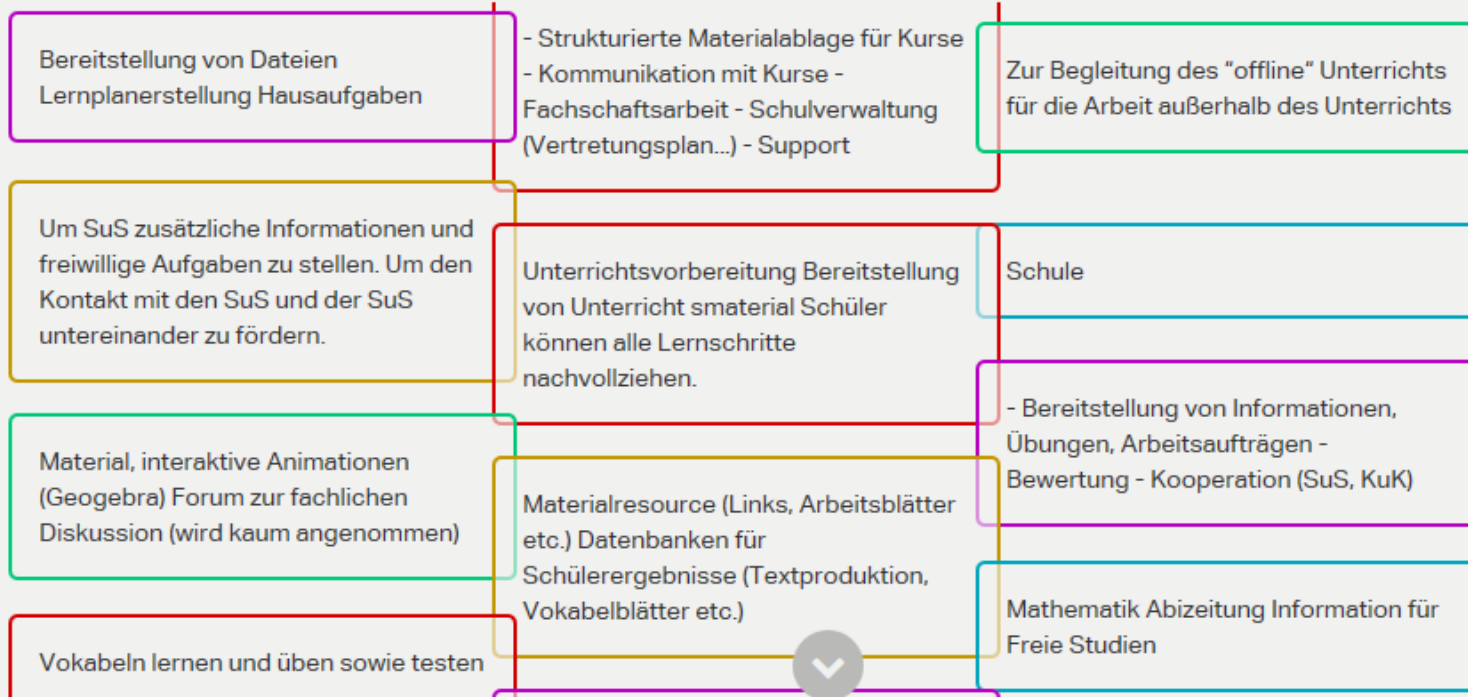 Bereitstellung von Dateien
Lernplanerstellung Hausaufgaben
Um SuS zusätzliche Informationen und
freiwillige Aufgaben zu stellen. Um den
Kontakt mit den SuS und der SuS
untereinander zu fördern.
Material, interaktive Animationen
(Geogebra) Forum zur fachlichen
Diskussion (wird kaum angenommen)
Vokabeln lernen und üben sowie testen
- Strukturierte Materialablage für Kurse
- Kommunikation mit Kurse -
Fachschaftsarbeit - Schulverwaltung
(Vertretungsplan...) - Support
Unterrichtsvorbereitung Bereitstellung
von Unterricht smaterial Schüler
können alle Lernschritte
nachvollziehen.
Materialresource (Links, Arbeitsblätter
etc.) Datenbanken für
Schülerergebnisse (Textproduktion,
Vokabelblätter etc.)
Zur Begleitung des “offline“ Unterrichts
für die Arbeit außerhalb des Unterrichts
Schule
- Bereitstellung von Informationen,
Übungen, Arbeitsaufträgen -
Bewertung - Kooperation (SuS, KuK)
Mathematik Abizeitung Information für
Freie Studien